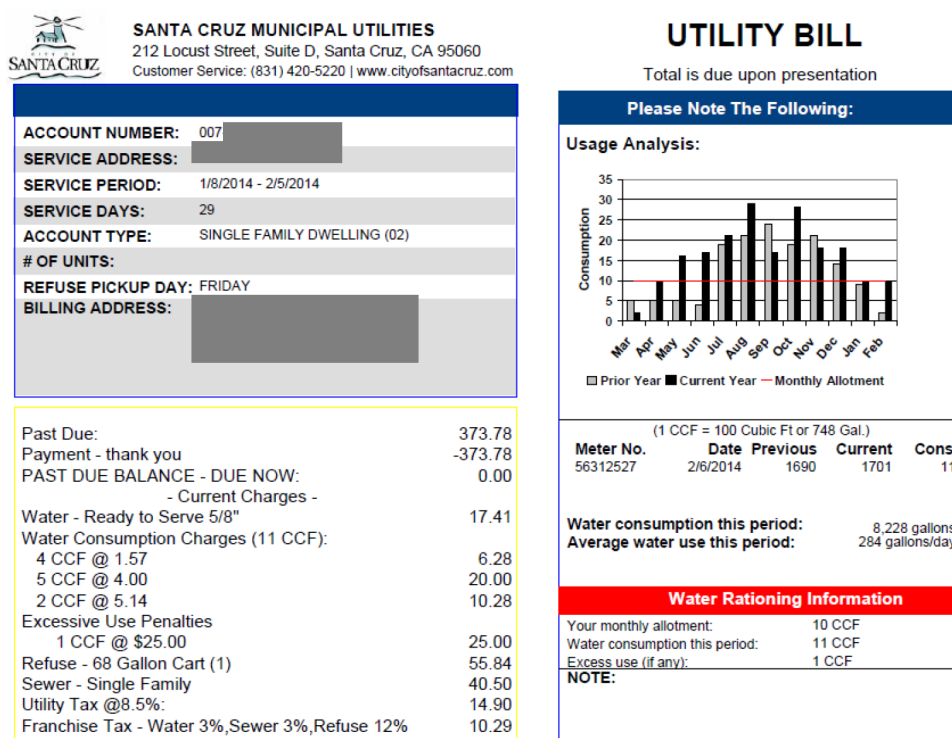 CITY OF
SANTA CRUZ
SANTA CRUZ MUNICIPAL UTILITIES
212 Locust Street, Suite D, Santa Cruz, CA 95060
Customer Service: (831) 420-5220 | www.cityofsantacruz.com
ACCOUNT NUMBER: 007
SERVICE ADDRESS:
SERVICE PERIOD: 1/8/2014 - 2/5/2014
SERVICE DAYS: 29
ACCOUNT TYPE: SINGLE FAMILY DWELLING (02)
# OF UNITS:
REFUSE PICKUP DAY: FRIDAY
BILLING ADDRESS:
Past Due: 373.78
Payment - thank you -373.78
PAST DUE BALANCE - DUE NOW: 0.00
- Current Charges -
Water - Ready to Serve 5/8" 17.41
Water Consumption Charges (11 CCF):
4 CCF @ 1.57 6.28
5 CCF @ 4.00 20.00
2 CCF @ 5.14 10.28
Excessive Use Penalties
1 CCF @ $25.00 25.00
Refuse - 68 Gallon Cart (1) 55.84
Sewer - Single Family 40.50
Utility Tax @8.5%: 14.90
Franchise Tax - Water 3%,Sewer 3%,Refuse 12% 10.29
UTILITY BILL
Total is due upon presentation
Please Note The Following:
Usage Analysis:
Consumption
35
30
25
20
15
10
5
0
Mar Apr May Jun Jul Aug Sep Oct Nov Dec Jan Feb
Prior Year Current Year Monthly Allotment
(1 CCF = 100 Cubic Ft or 748 Gal.)
Meter No. Date Previous Current Cons
56312527 2/6/2014 1690 1701 11
Water consumption this period: 8,228 gallons
Average water use this period: 284 gallons/day
Water Rationing Information
Your monthly allotment: 10 CCF
Water consumption this period: 11 CCF
Excess use (if any): 1 CCF
NOTE: